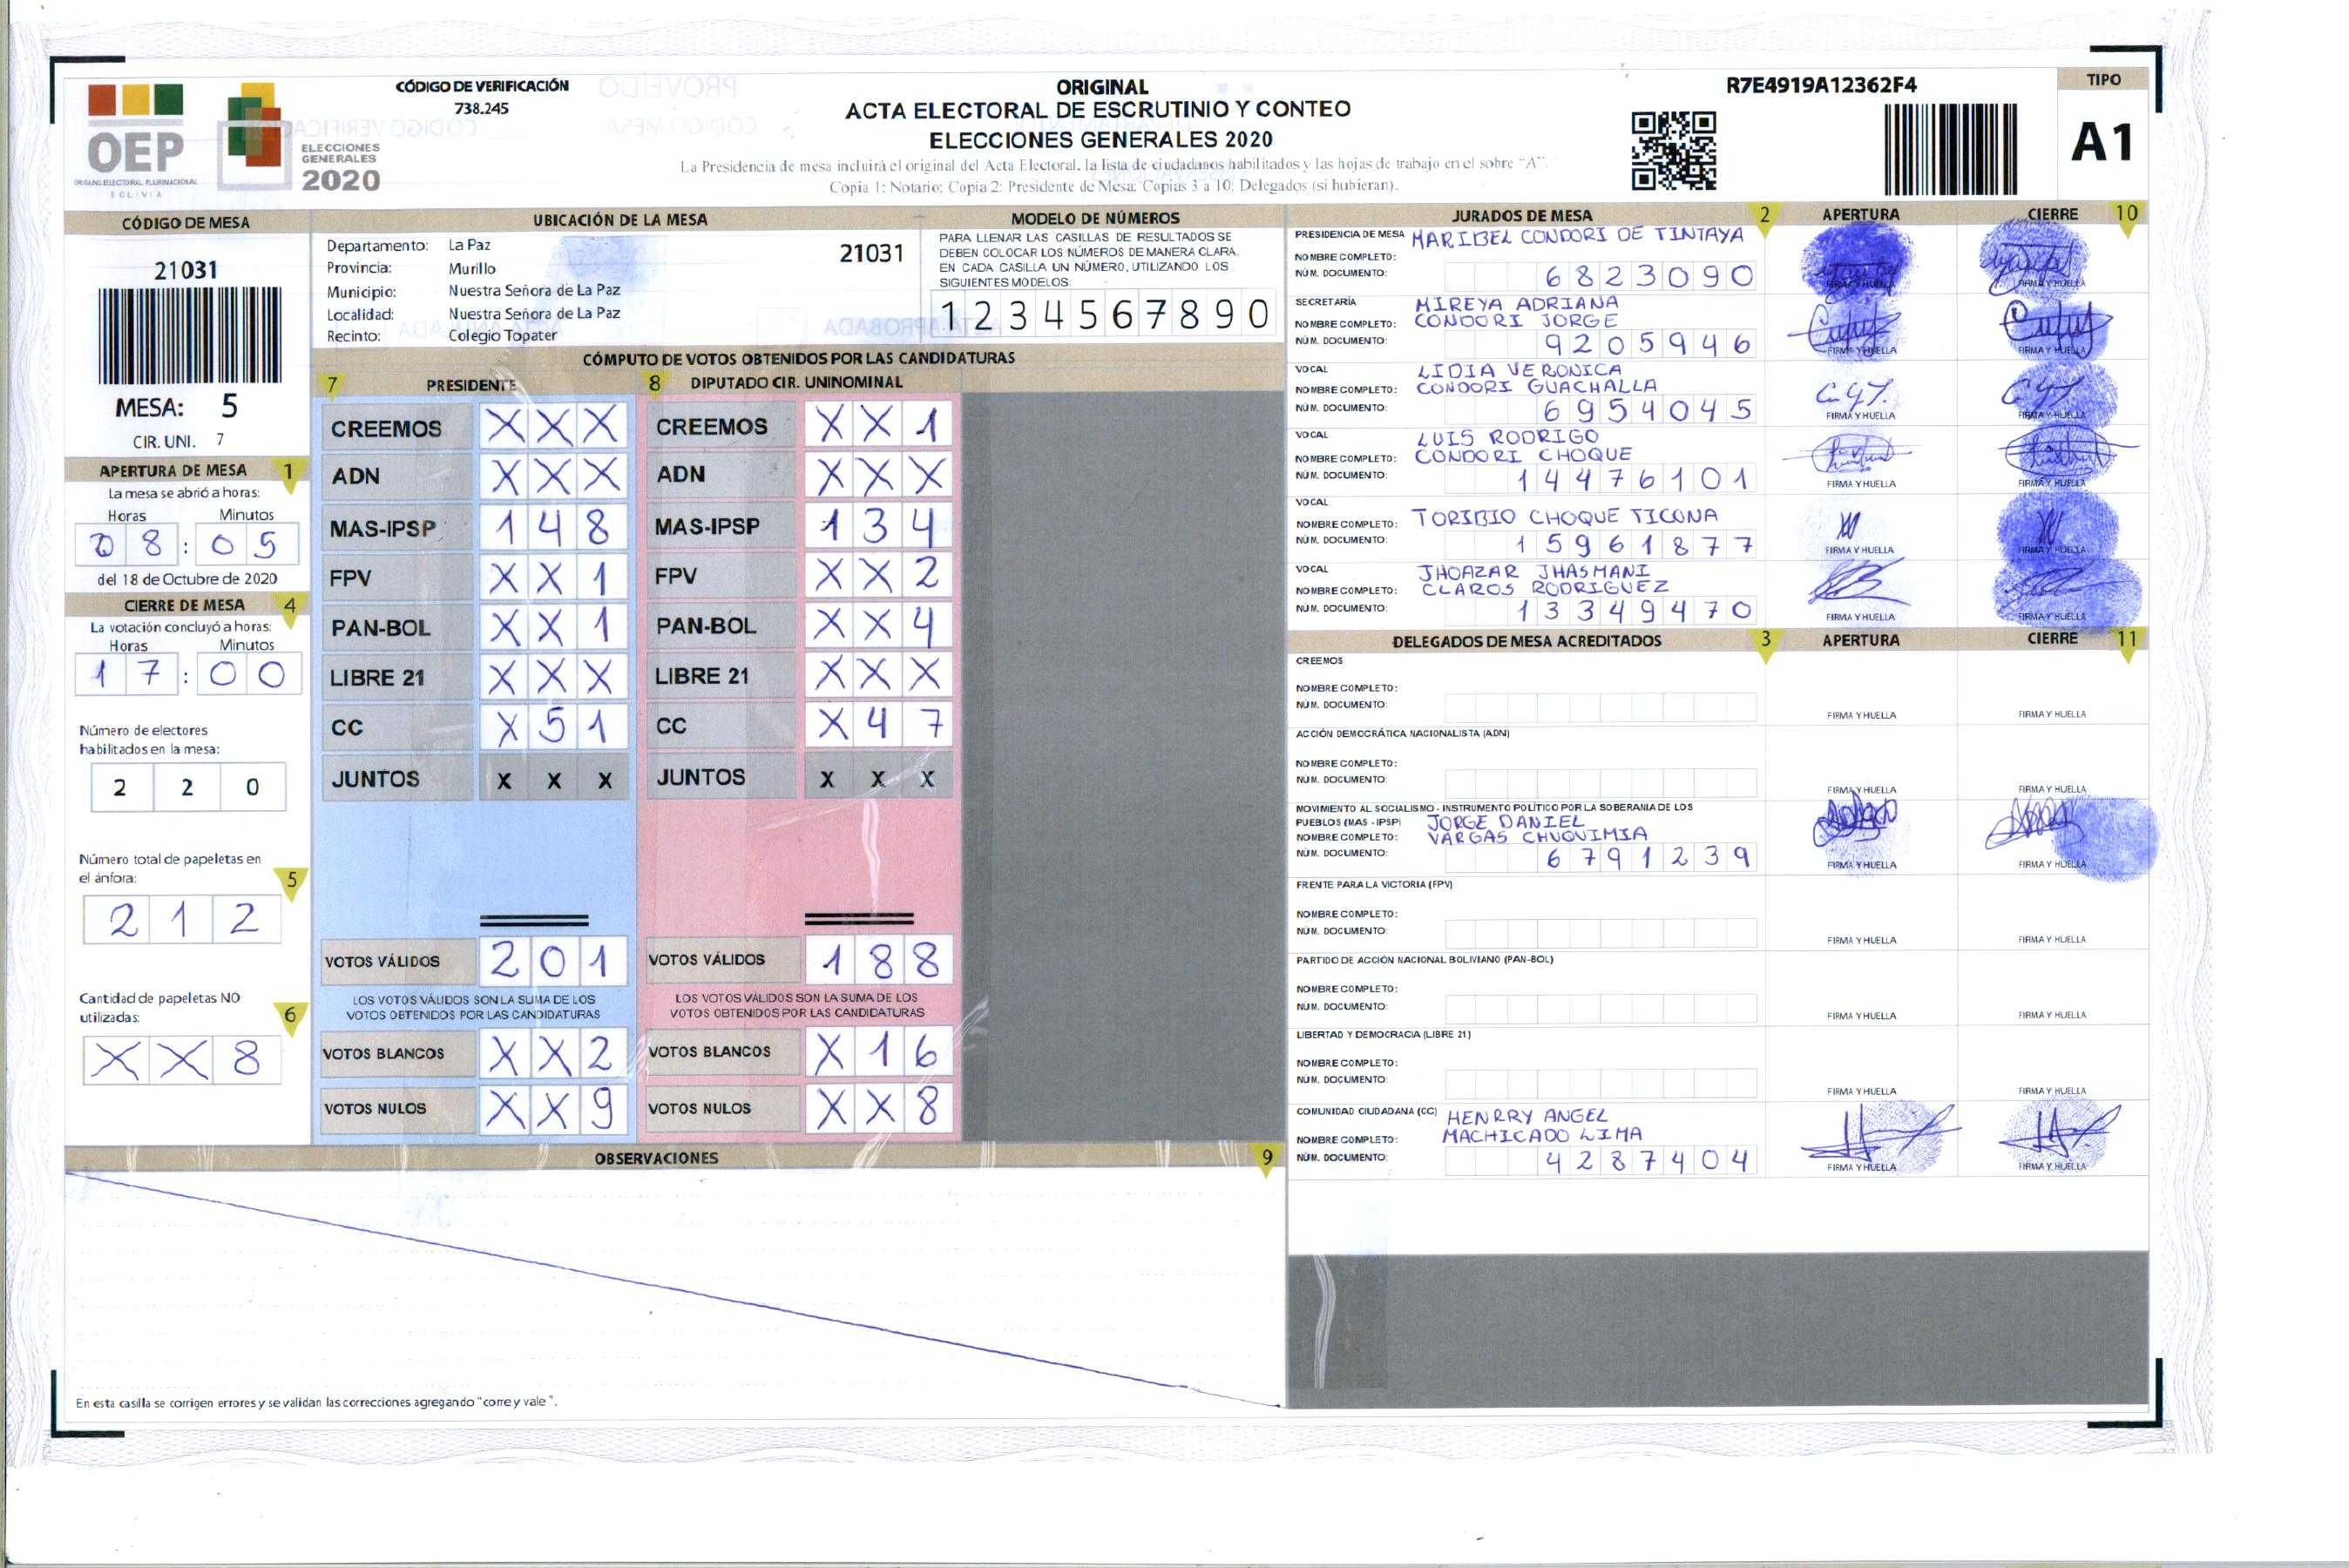 CÓDIGO DE VERIFICACIÓN
738.245
OEP
ORGANO ELECTORAL PLURINACIONAL
BOLIVIA
ELECCIONES
GENERALES
2020
ORIGINAL
ACTA ELECTORAL DE ESCRUTINIO Y CONTEO
ELECCIONES GENERALES 2020
La Presidencia de mesa incluirá el original del Acta Electoral, la lista de ciudadanos habilitados y las hojas de trabajo en el sobre "A".
Copia 1: Notario; Copia 2: Presidente de Mesa; Copias 3 a 10: Delegados (si hubieran).
R7E4919A12362F4
TIPO
A1
CÓDIGO DE MESA
21031
MESA: 5
CIR. UNI. 7
APERTURA DE MESA 1
La mesa se abrió a horas:
Horas Minutos
08:05
del 18 de Octubre de 2020
CIERRE DE MESA 4
La votación concluyó a horas:
Horas Minutos
17:00
Número de electores
habilitados en la mesa:
2 2 0
Número total de papeletas en
el ánfora: 5
2 1 2
Cantidad de papeletas NO
utilizadas: 6
X X 8
UBICACIÓN DE LA MESA
Departamento: La Paz 21031
Provincia: Murillo
Municipio: Nuestra Señora de La Paz
Localidad: Nuestra Señora de La Paz
Recinto: Colegio Topater
MODELO DE NÚMEROS
PARA LLENAR LAS CASILLAS DE RESULTADOS SE
DEBEN COLOCAR LOS NÚMEROS DE MANERA CLARA.
EN CADA CASILLA UN NÚMERO, UTILIZANDO LOS
SIGUIENTES MODELOS
1 2 3 4 5 6 7 8 9 0
CÓMPUTO DE VOTOS OBTENIDOS POR LAS CANDIDATURAS
7 PRESIDENTE 8 DIPUTADO CIR. UNINOMINAL
CREEMOS X X X CREEMOS X X 1
ADN X X X ADN X X X
MAS-IPSP 1 4 8 MAS-IPSP 1 3 4
FPV X X 1 FPV X X 2
PAN-BOL X X 1 PAN-BOL X X 4
LIBRE 21 X X X LIBRE 21 X X X
CC X 5 1 CC X 4 7
JUNTOS X X X JUNTOS X X X
VOTOS VÁLIDOS 2 0 1 VOTOS VÁLIDOS 1 8 8
LOS VOTOS VÁLIDOS SON LA SUMA DE LOS LOS VOTOS VÁLIDOS SON LA SUMA DE LOS
VOTOS OBTENIDOS POR LAS CANDIDATURAS VOTOS OBTENIDOS POR LAS CANDIDATURAS
VOTOS BLANCOS X X 2 VOTOS BLANCOS X 1 6
VOTOS NULOS X X 9 VOTOS NULOS X X 8
OBSERVACIONES 9
En esta casilla se corrigen errores y se validan las correcciones agregando "corre y vale".
JURADOS DE MESA 2 APERTURA CIERRE 10
PRESIDENCIA DE MESA MARIBEL CONDORI DE TINTAYA
NOMBRE COMPLETO:
NÚM. DOCUMENTO: 6823090 FIRMA Y HUELLA FIRMA Y HUELLA
SECRETARÍA MIREYA ADRIANA
NOMBRE COMPLETO: CONDORI JORGE
NÚM. DOCUMENTO: 9205946 FIRMA Y HUELLA FIRMA Y HUELLA
VOCAL LIDIA VERONICA
NOMBRE COMPLETO: CONDORI GUACHALLA
NÚM. DOCUMENTO: 6954045 FIRMA Y HUELLA FIRMA Y HUELLA
VOCAL LUIS RODRIGO
NOMBRE COMPLETO: CONDORI CHOQUE
NÚM. DOCUMENTO: 14476101 FIRMA Y HUELLA FIRMA Y HUELLA
VOCAL
NOMBRE COMPLETO: TORIBIO CHOQUE TICONA
NÚM. DOCUMENTO: 15961877 FIRMA Y HUELLA FIRMA Y HUELLA
VOCAL JHOAZAR JHASMANI
NOMBRE COMPLETO: CLAROS RODRIGUEZ
NÚM. DOCUMENTO: 13349470 FIRMA Y HUELLA FIRMA Y HUELLA
DELEGADOS DE MESA ACREDITADOS 3 APERTURA CIERRE 11
CREEMOS
NOMBRE COMPLETO:
NÚM. DOCUMENTO: FIRMA Y HUELLA FIRMA Y HUELLA
ACCIÓN DEMOCRÁTICA NACIONALISTA (ADN)
NOMBRE COMPLETO:
NÚM. DOCUMENTO: FIRMA Y HUELLA FIRMA Y HUELLA
MOVIMIENTO AL SOCIALISMO - INSTRUMENTO POLÍTICO POR LA SOBERANIA DE LOS
PUEBLOS (MAS - IPSP) JORGE DANIEL
NOMBRE COMPLETO: VARGAS CHUQUIMIA
NÚM. DOCUMENTO: 6791239 FIRMA Y HUELLA FIRMA Y HUELLA
FRENTE PARA LA VICTORIA (FPV)
NOMBRE COMPLETO:
NÚM. DOCUMENTO: FIRMA Y HUELLA FIRMA Y HUELLA
PARTIDO DE ACCIÓN NACIONAL BOLIVIANO (PAN-BOL)
NOMBRE COMPLETO:
NÚM. DOCUMENTO: FIRMA Y HUELLA FIRMA Y HUELLA
LIBERTAD Y DEMOCRACIA (LIBRE 21)
NOMBRE COMPLETO:
NÚM. DOCUMENTO: FIRMA Y HUELLA FIRMA Y HUELLA
COMUNIDAD CIUDADANA (CC) HENRRY ANGEL
NOMBRE COMPLETO: MACHICADO LIMA
NÚM. DOCUMENTO: 4287404 FIRMA Y HUELLA FIRMA Y HUELLA